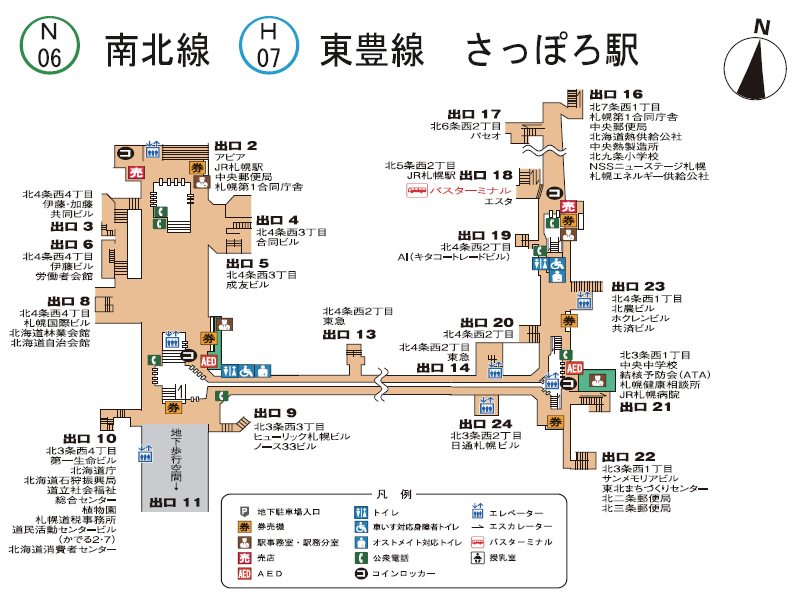 N
06
南北線
H
07
東豊線
さっぽろ駅
N
出口 2
アピア
JR札幌駅
中央郵便局
札幌第1合同庁舎
北4条西4丁目
伊藤・加藤
共同ビル
出口 3
出口 6
北4条西4丁目
伊藤ビル
労働者会館
出口 4
北4条西3丁目
合同ビル
出口 5
北4条西3丁目
成友ビル
出口 8
北4条西4丁目
札幌国際ビル
北海道林業会館
北海道自治会館
出口 10
北3条西4丁目
第一生命ビル
北海道庁
北海道石狩振興局
道立社会福祉
総合センター
植物園
札幌道税事務所
道民活動センタービル
(かでる2・7)
北海道消費者センター
地下歩行空間→
出口 11
出口 9
北3条西3丁目
ヒューリック札幌ビル
ノース33ビル
北4条西2丁目
東急
出口 13
北4条西2丁目
東急
出口 14
出口 16
北7条西1丁目
札幌第1合同庁舎
中央郵便局
北海道熱供給公社
中央熱製造所
北九条小学校
NSSニューステージ札幌
札幌エネルギー供給公社
出口 17
北6条西2丁目
パセオ
北5条西2丁目
JR札幌駅 出口 18
バスターミナル
エスタ
出口 19
北4条西2丁目
AI(キタコートレードビル)
出口 20
北4条西2丁目
出口 23
北4条西1丁目
北農ビル
ホクレンビル
共済ビル
北3条西1丁目
中央中学校
結核予防会(ATA)
札幌健康相談所
JR札幌病院
出口 21
出口 24
北3条西2丁目
日通札幌ビル
出口 22
北3条西1丁目
サンメモリアビル
東北まちづくりセンター
北二条郵便局
北三条郵便局
売
券
券
AED
券
売
券
券
AED
券
コ
コ
コ
コ
凡 例
P 地下駐車場入口
券 券売機
駅事務室・駅務分室
売 売店
AED AED
トイレ
車いす対応身障者トイレ
オストメイト対応トイレ
公衆電話
コ コインロッカー
エレベーター
エスカレーター
バスターミナル
授乳室